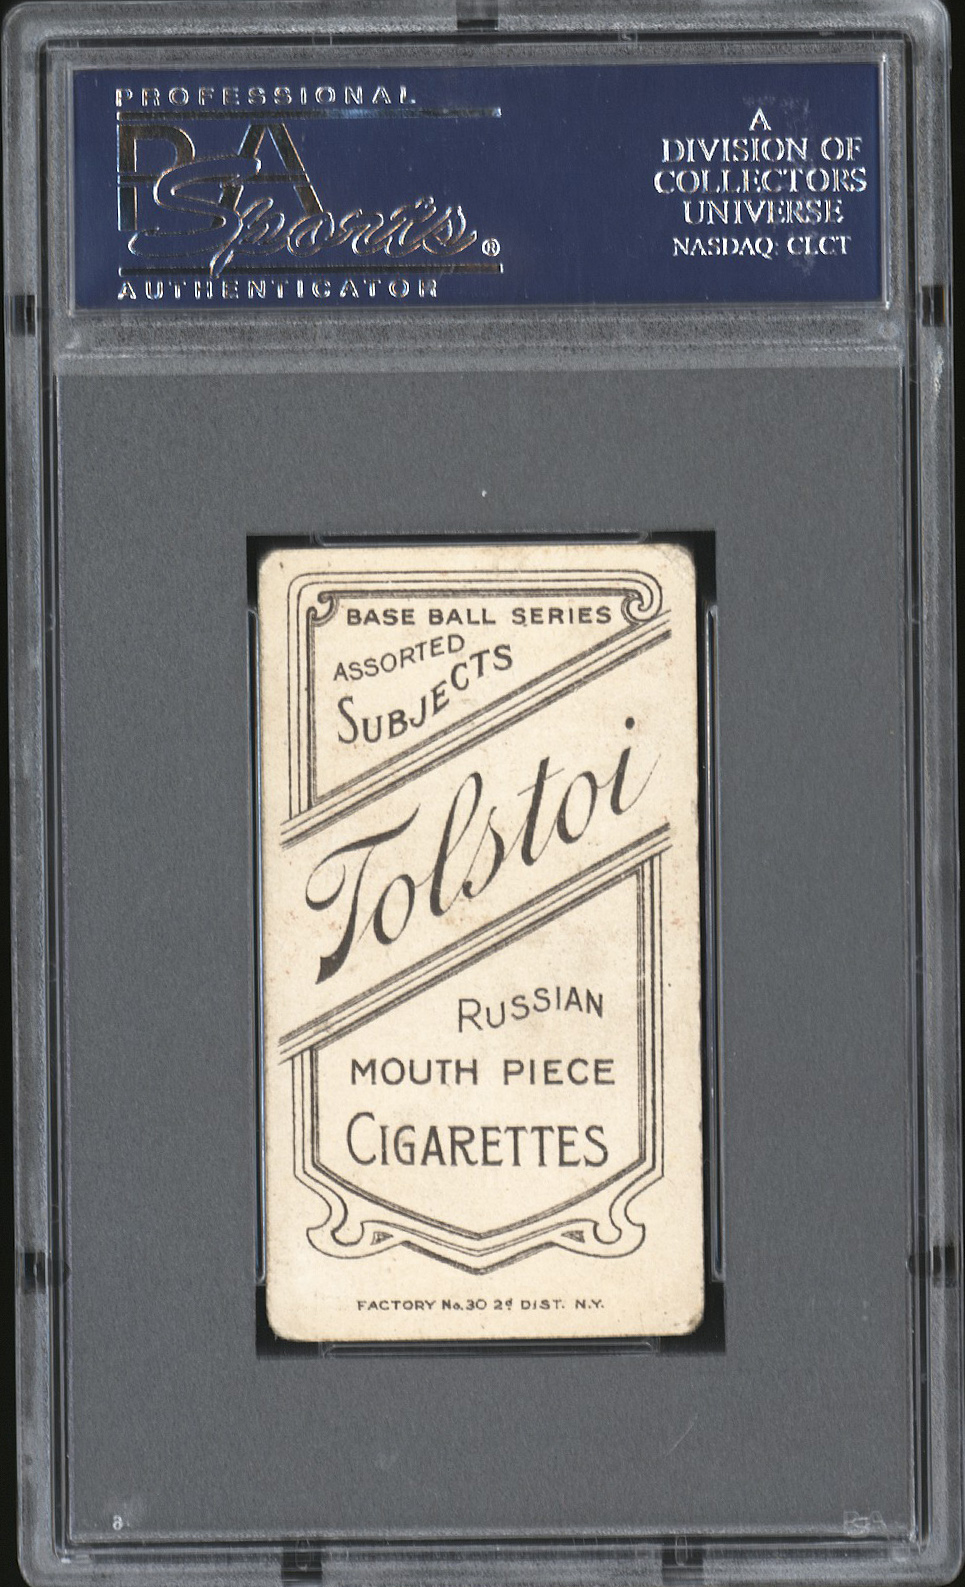 PROFESSIONAL
PSA
Sports®
AUTHENTICATOR
A
DIVISION OF
COLLECTORS
UNIVERSE
NASDAQ: CLCT
BASE BALL SERIES
ASSORTED
SUBJECTS
Tolstoi
RUSSIAN
MOUTH PIECE
CIGARETTES
FACTORY No. 30 2d DIST. N.Y.
PSA